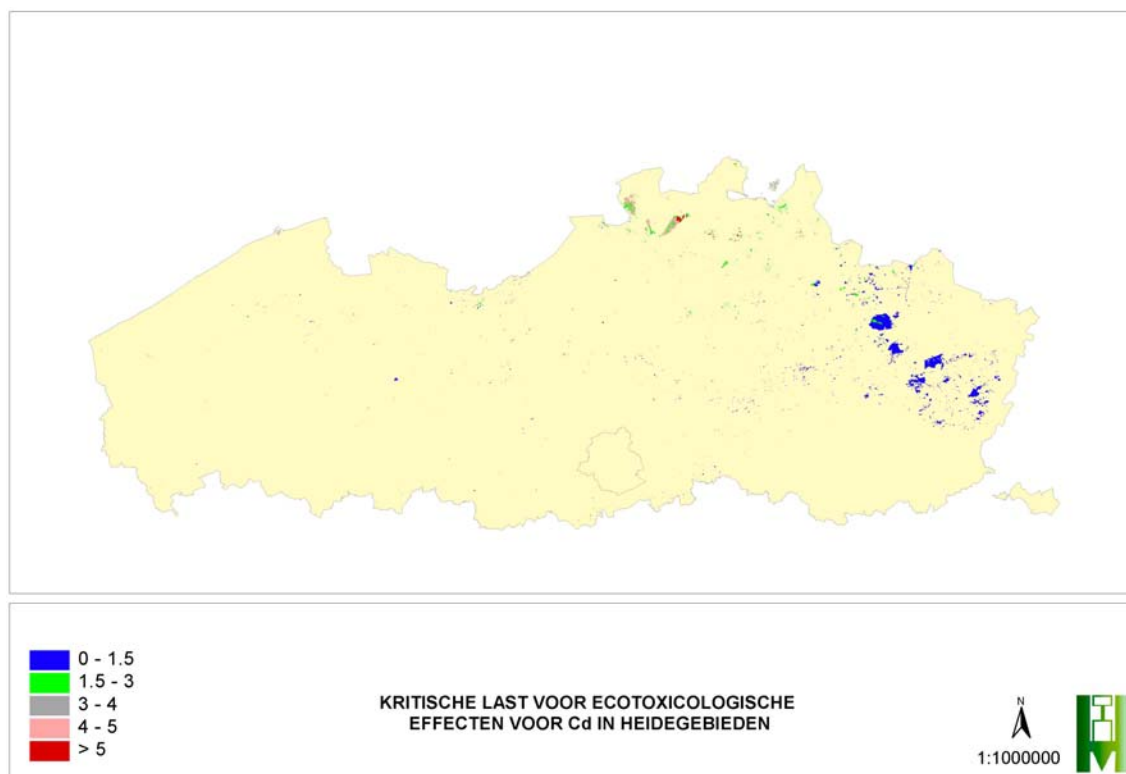 0 - 1.5
1.5 - 3
3 - 4
4 - 5
> 5
KRITISCHE LAST VOOR ECOTOXICOLOGISCHE
EFFECTEN VOOR Cd IN HEIDEGEBIEDEN
N
1:1000000